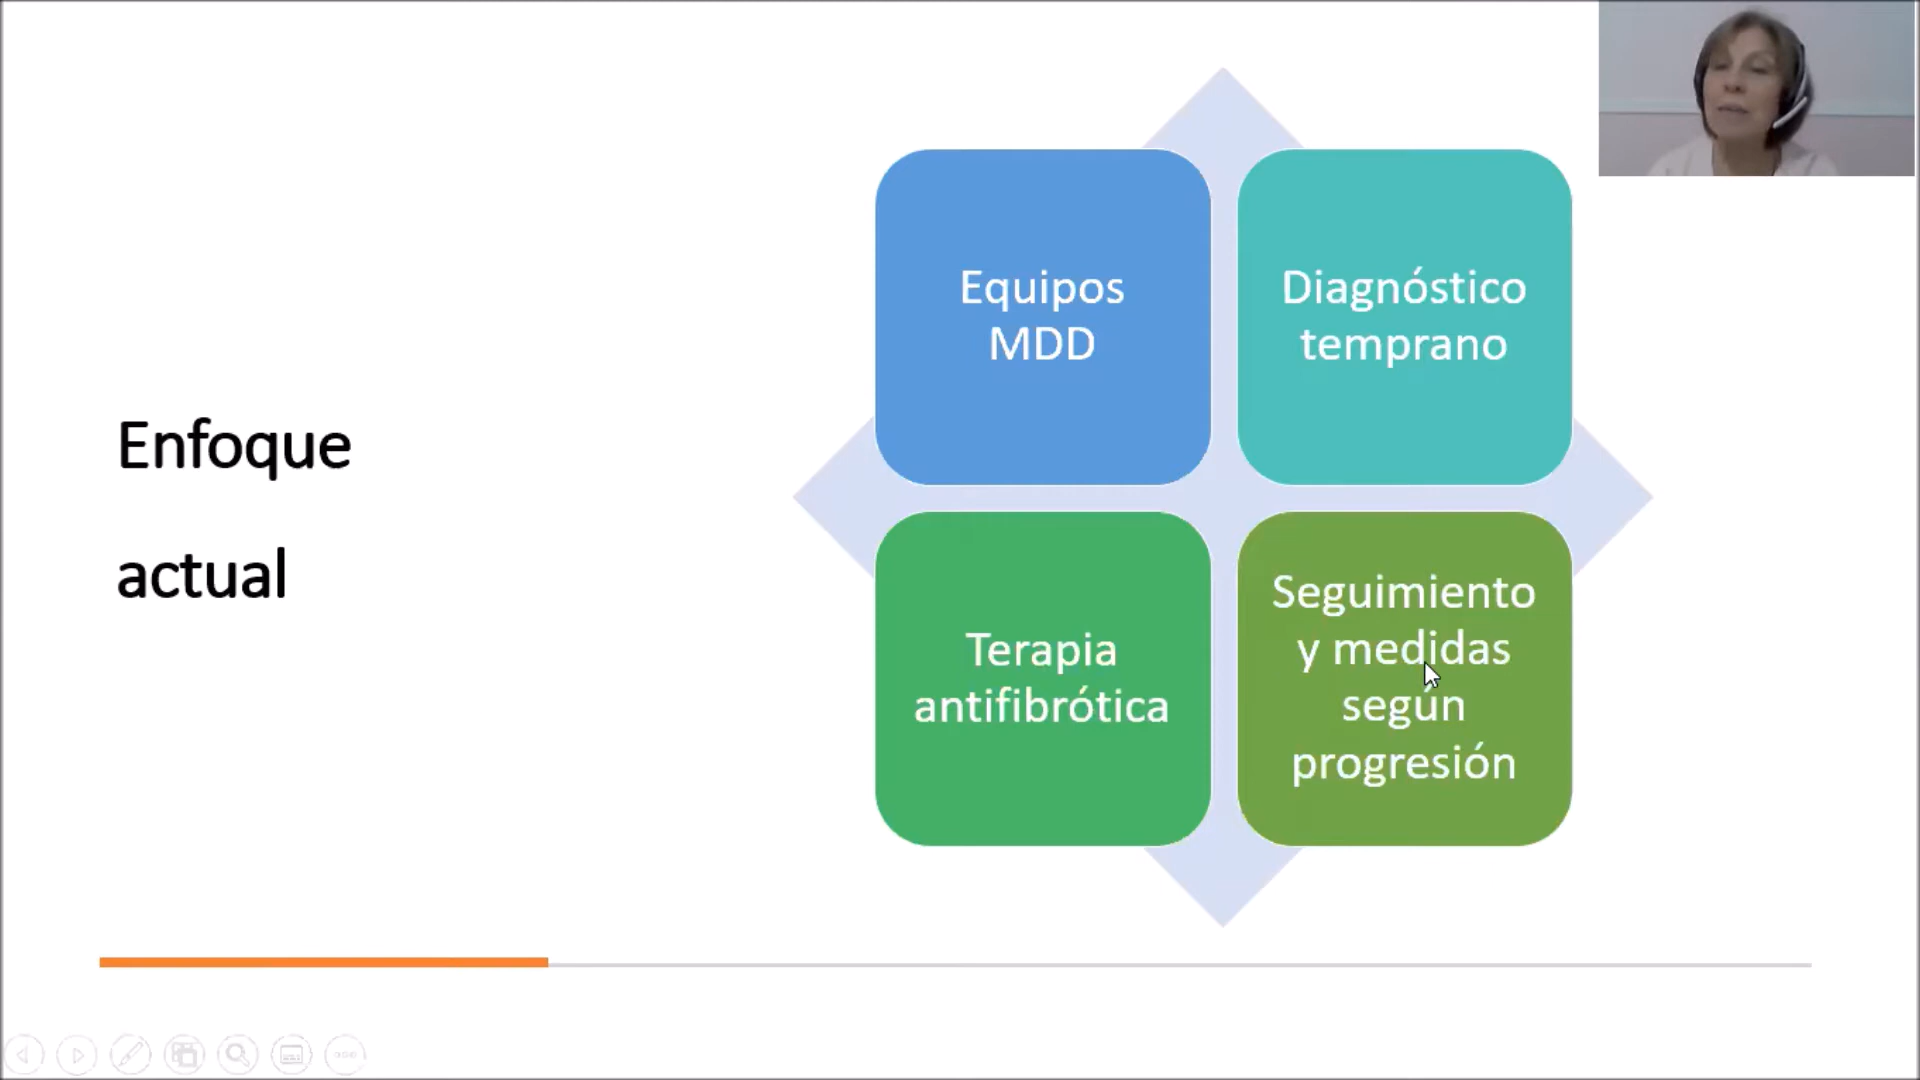 Enfoque
actual
Equipos
MDD
Diagnóstico
temprano
Terapia
antifibrótica
Seguimiento
y medidas
según
progresión